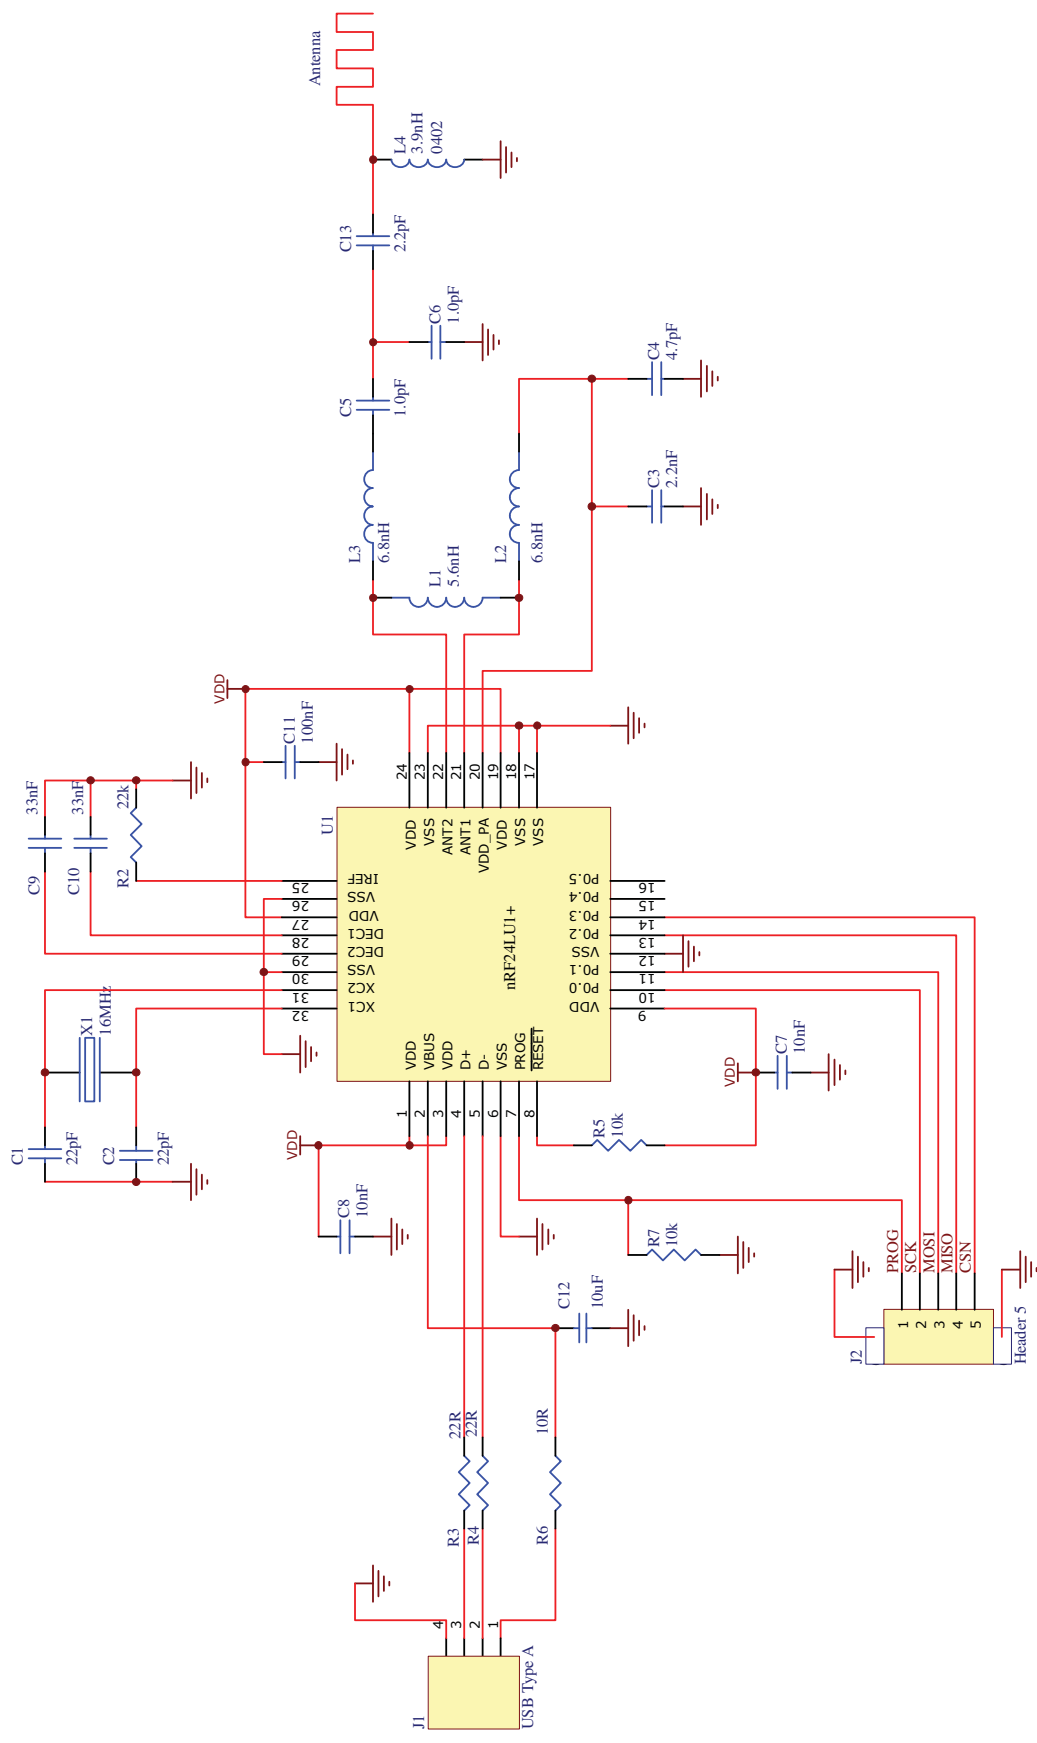 J1
USB Type A
4
3
2
1
R3
22R
R4
22R
R6
10R
C12
10uF
C8
10nF
VDD
R7
10k
R5
10k
VDD
C7
10nF
J2
Header 5
1
2
3
4
5
PROG
SCK
MOSI
MISO
CSN
C1
22pF
C2
22pF
X1
16MHz
C9
33nF
C10
33nF
R2
22k
VDD
C11
100nF
U1
nRF24LU1+
1
VDD
2
VBUS
3
VDD
4
D+
5
D-
6
VSS
7
PROG
8
RESET
9
VDD
10
P0.0
11
P0.1
12
VSS
13
P0.2
14
P0.3
15
P0.4
16
P0.5
17
VSS
18
VSS
19
VDD
20
VDD_PA
21
ANT1
22
ANT2
23
VSS
24
VDD
25
IREF
26
VSS
27
VDD
28
DEC1
29
DEC2
30
VSS
31
XC2
32
XC1
L1
5.6nH
L3
6.8nH
L2
6.8nH
C5
1.0pF
C6
1.0pF
C3
2.2nF
C4
4.7pF
C13
2.2pF
L4
3.9nH
0402
Antenna